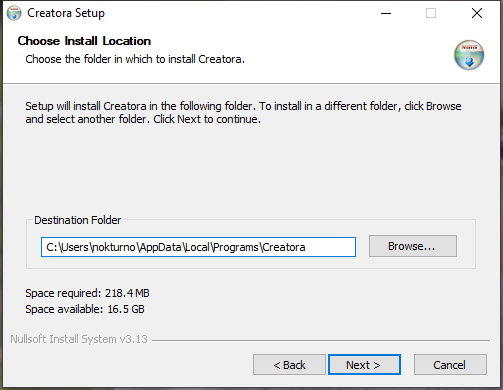 Creatora Setup
Choose Install Location
Choose the folder in which to install Creatora.
Setup will install Creatora in the following folder. To install in a different folder, click Browse
and select another folder. Click Next to continue.
Destination Folder
C:\Users\nokturno\AppData\Local\Programs\Creatora
Browse...
Space required: 218.4 MB
Space available: 16.5 GB
Nullsoft Install System v3.13
< Back
Next >
Cancel